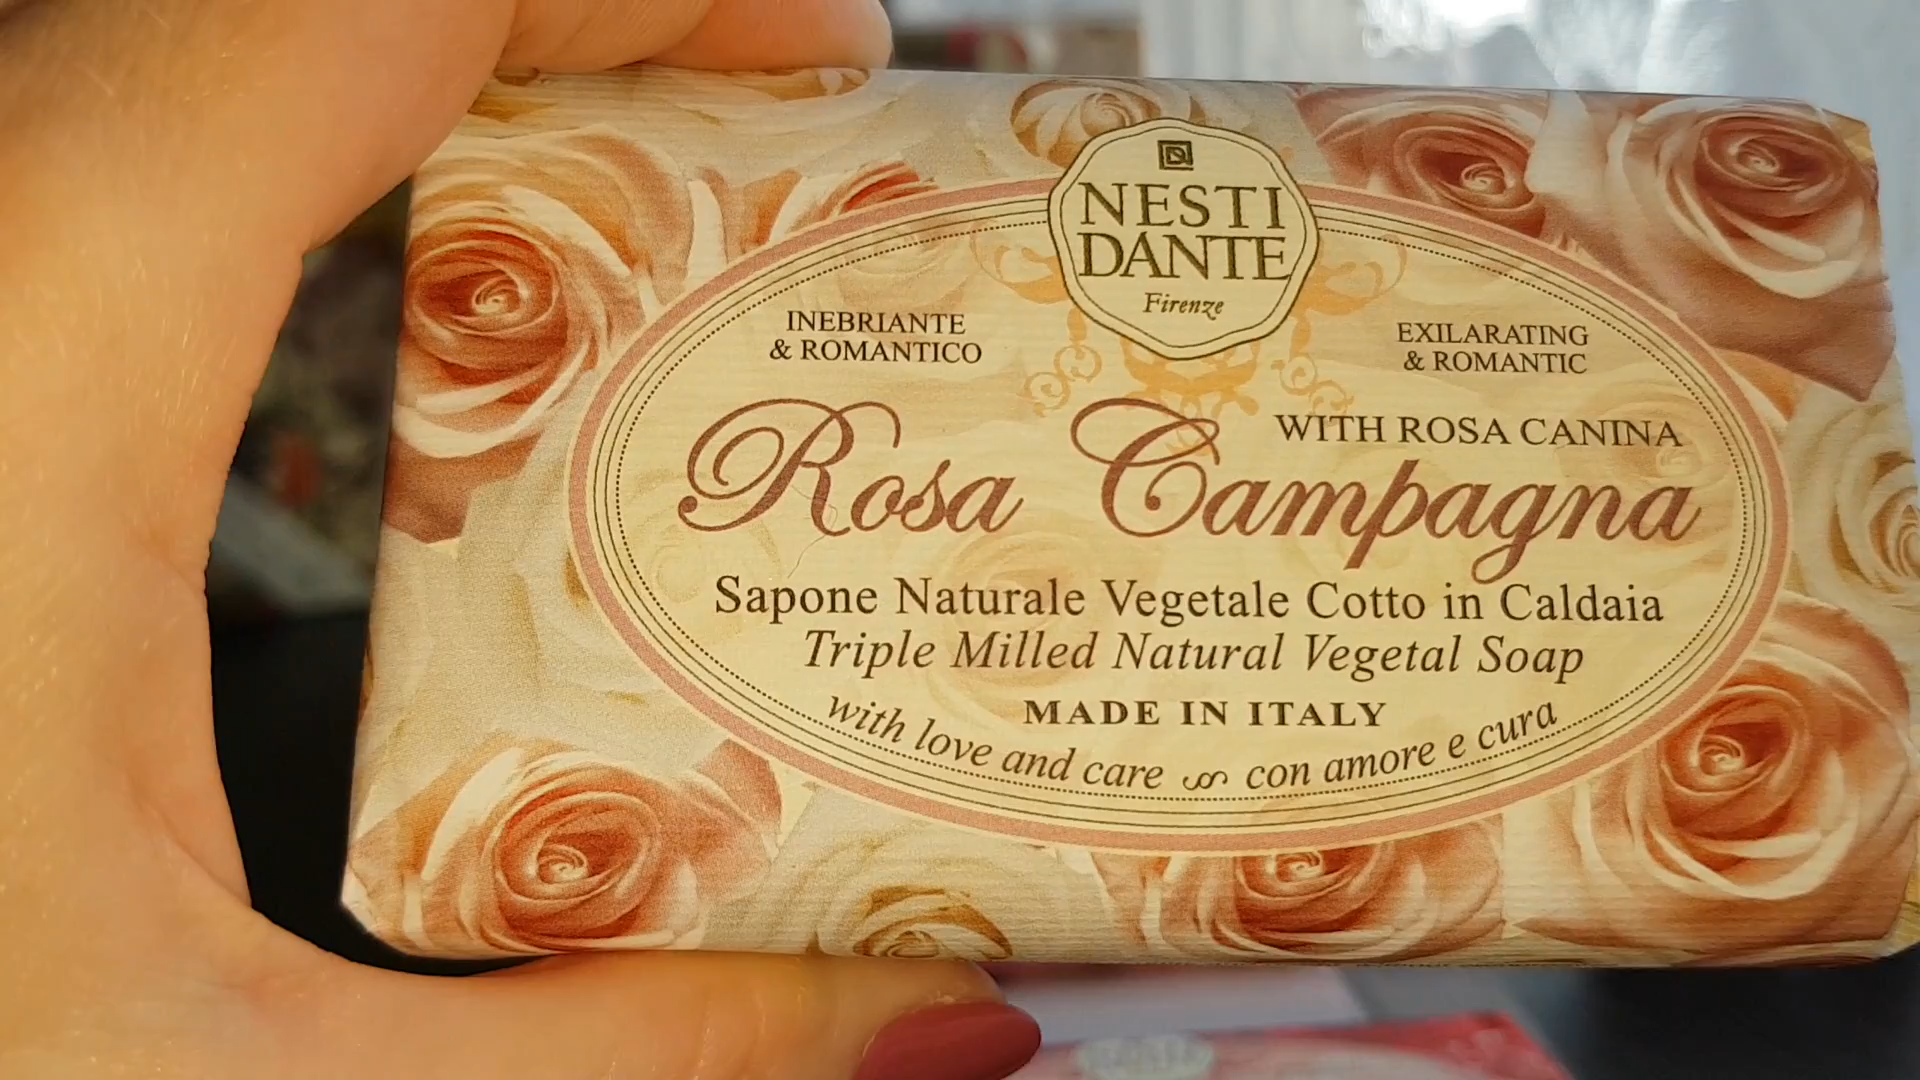 NESTI
DANTE
Firenze
INEBRIANTE
& ROMANTICO
EXILARATING
& ROMANTIC
WITH ROSA CANINA
Rosa Campagna
Sapone Naturale Vegetale Cotto in Caldaia
Triple Milled Natural Vegetal Soap
MADE IN ITALY
with love and care ∽ con amore e cura